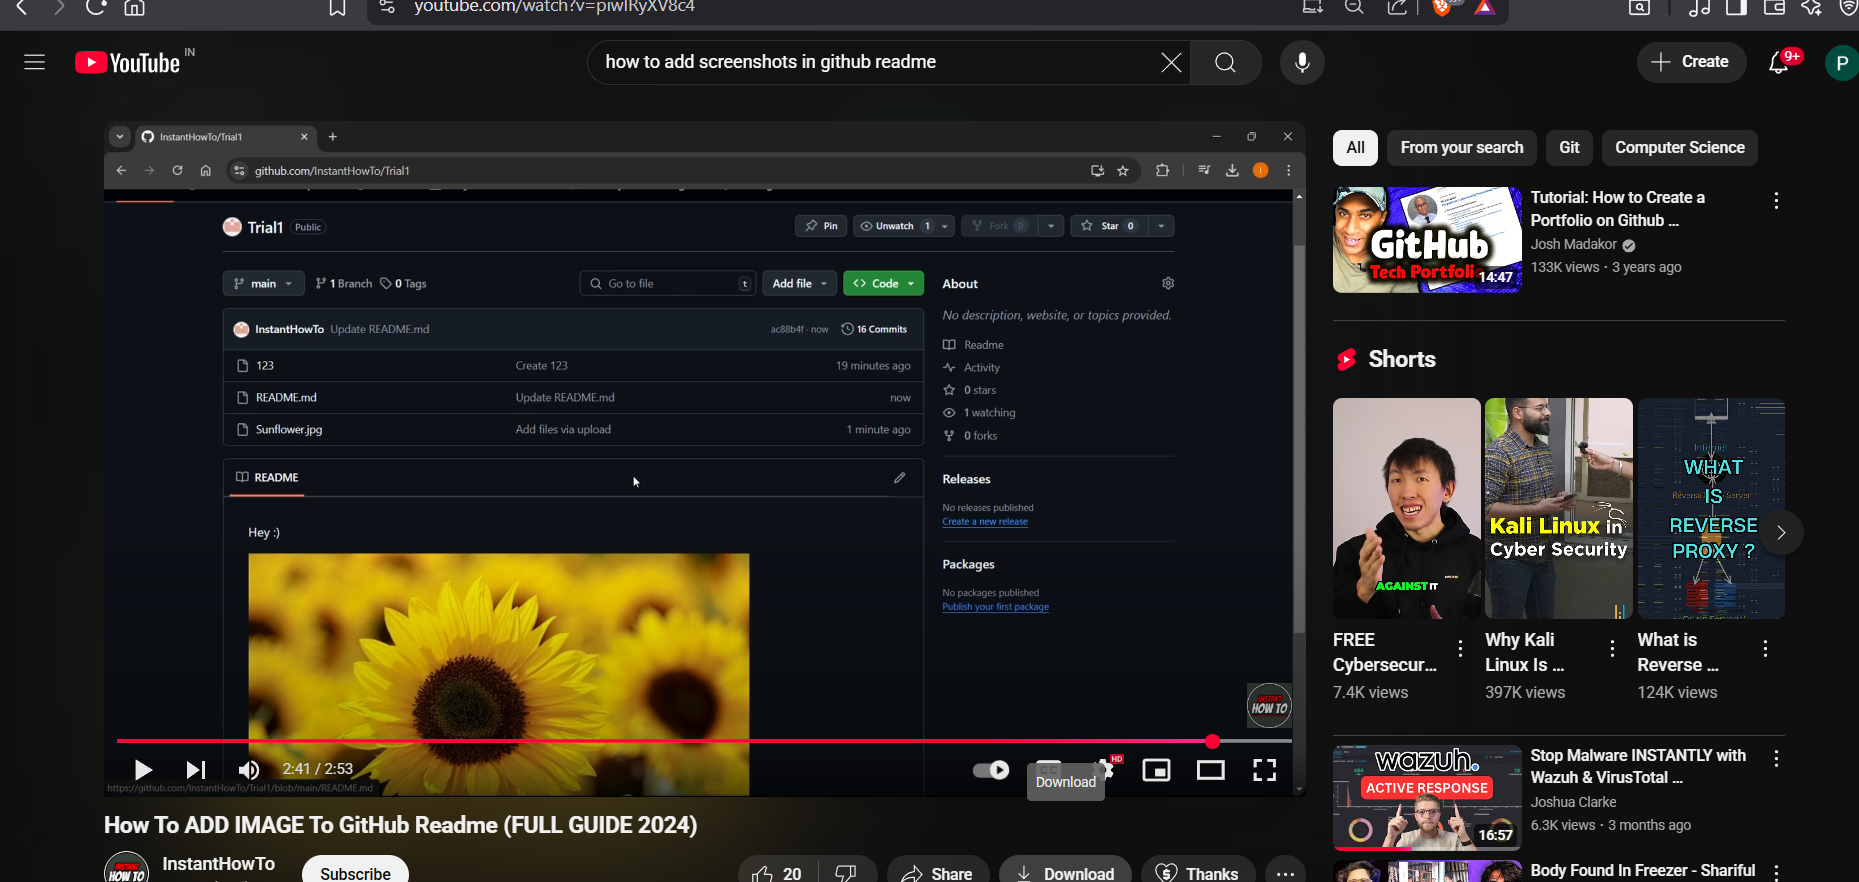 youtube.com/watch?v=piwlRyXV8c4
YouTube IN
how to add screenshots in github readme
Create
9+
P
InstantHowTo/Trial1
github.com/InstantHowTo/Trial1
Trial1 Public
Pin
Unwatch 1
Fork 0
Star 0
main
1 Branch 0 Tags
Go to file t
Add file
Code
InstantHowTo Update README.md ac88b4f · now 16 Commits
123 Create 123 19 minutes ago
README.md Update README.md now
Sunflower.jpg Add files via upload 1 minute ago
README
Hey :)
About
No description, website, or topics provided.
Readme
Activity
0 stars
1 watching
0 forks
Releases
No releases published
Create a new release
Packages
No packages published
Publish your first package
INSTANT
HOW TO
2:41 / 2:53
HD
Download
https://github.com/InstantHowTo/Trial1/blob/main/README.md
How To ADD IMAGE To GitHub Readme (FULL GUIDE 2024)
INSTANT
HOW TO
InstantHowTo
Subscribe
20
Share
Download
Thanks
All
From your search
Git
Computer Science
GitHub
Tech Portfolio
14:47
Tutorial: How to Create a
Portfolio on Github ...
Josh Madakor
133K views · 3 years ago
Shorts
AGAINST IT
FREE
Cybersecur...
7.4K views
Kali Linux in
Cyber Security
Why Kali
Linux Is ...
397K views
Internet
WHAT
IS
REVERSE
PROXY ?
What is
Reverse ...
124K views
wazuh.
ACTIVE RESPONSE
16:57
Stop Malware INSTANTLY with
Wazuh & VirusTotal ...
Joshua Clarke
6.3K views · 3 months ago
Body Found In Freezer - Shariful